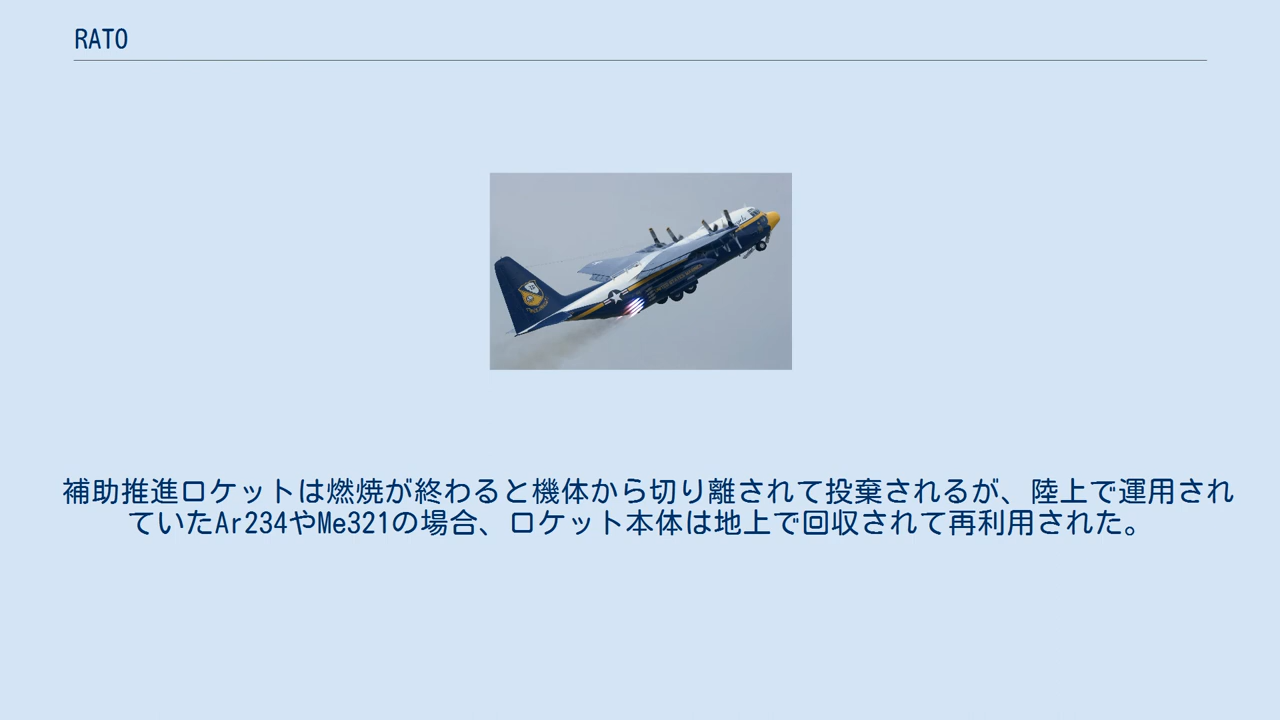 RATO
補助推進ロケットは燃焼が終わると機体から切り離されて投棄されるが、陸上で運用され
ていたAr234やMe321の場合、ロケット本体は地上で回収されて再利用された。